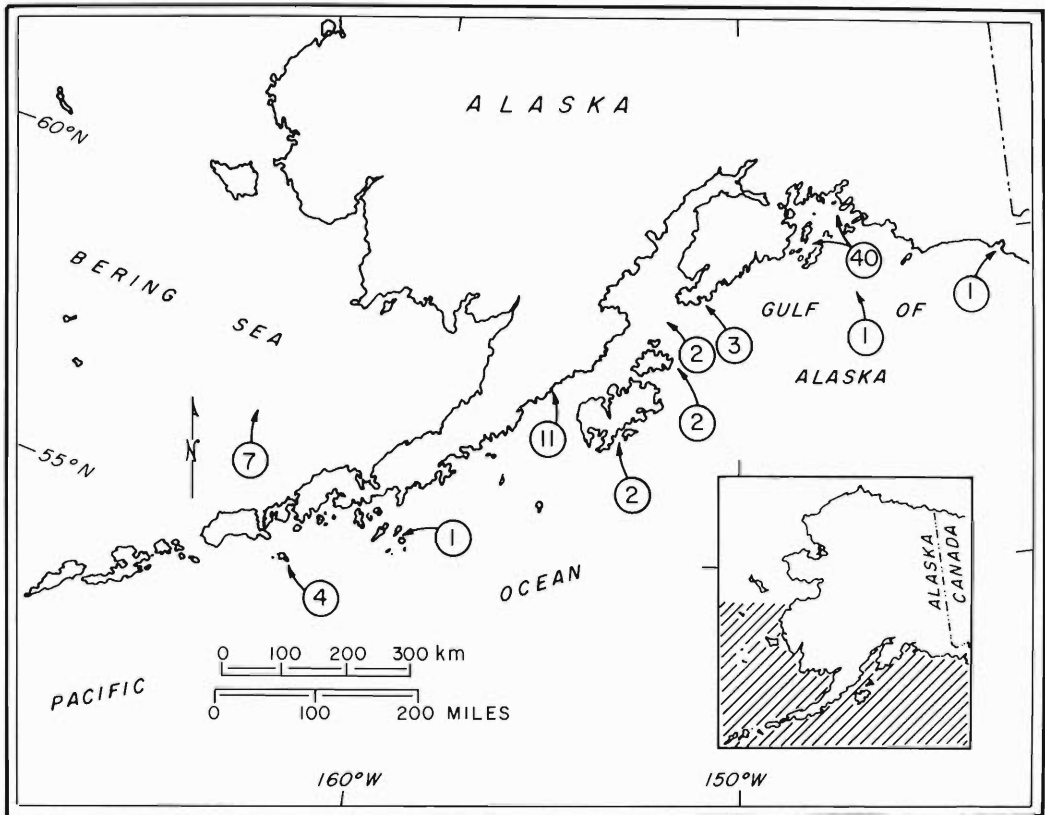 ALASKA
60°N
BERING
SEA
40
1
GULF OF
1
ALASKA
2
3
2
11
2
N
7
55°N
1
4
OCEAN
PACIFIC
0 100 200 300 km
0 100 200 MILES
160°W
150°W
ALASKA
CANADA